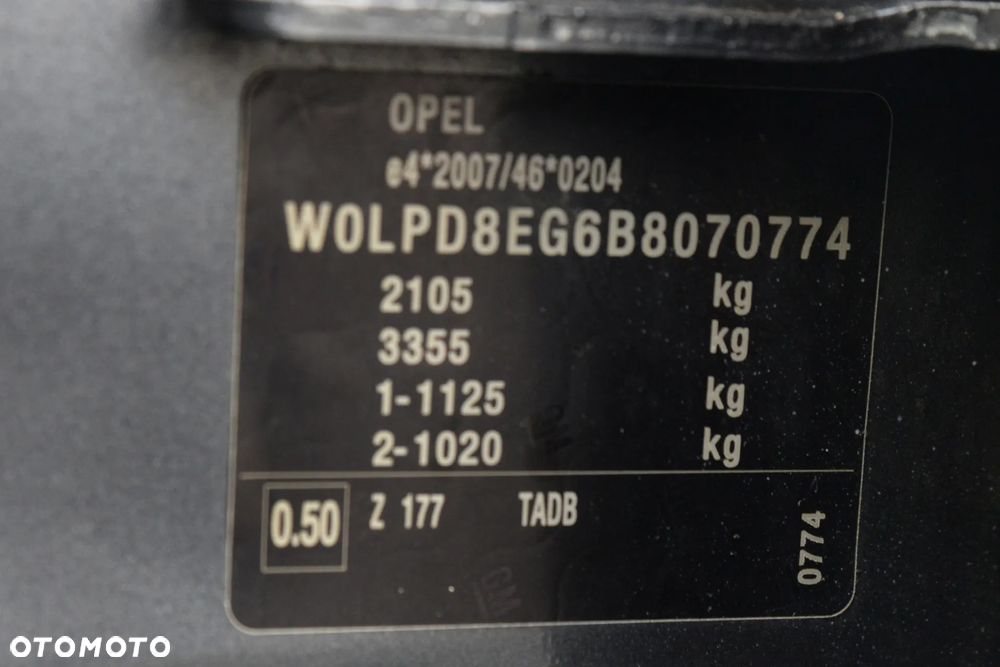 OPEL
e4*2007/46*0204
W0LPD8EG6B8070774
2105 kg
3355 kg
1-1125 kg
2-1020 kg
0.50 Z 177 TADB
0774
GM
OTOMOTO